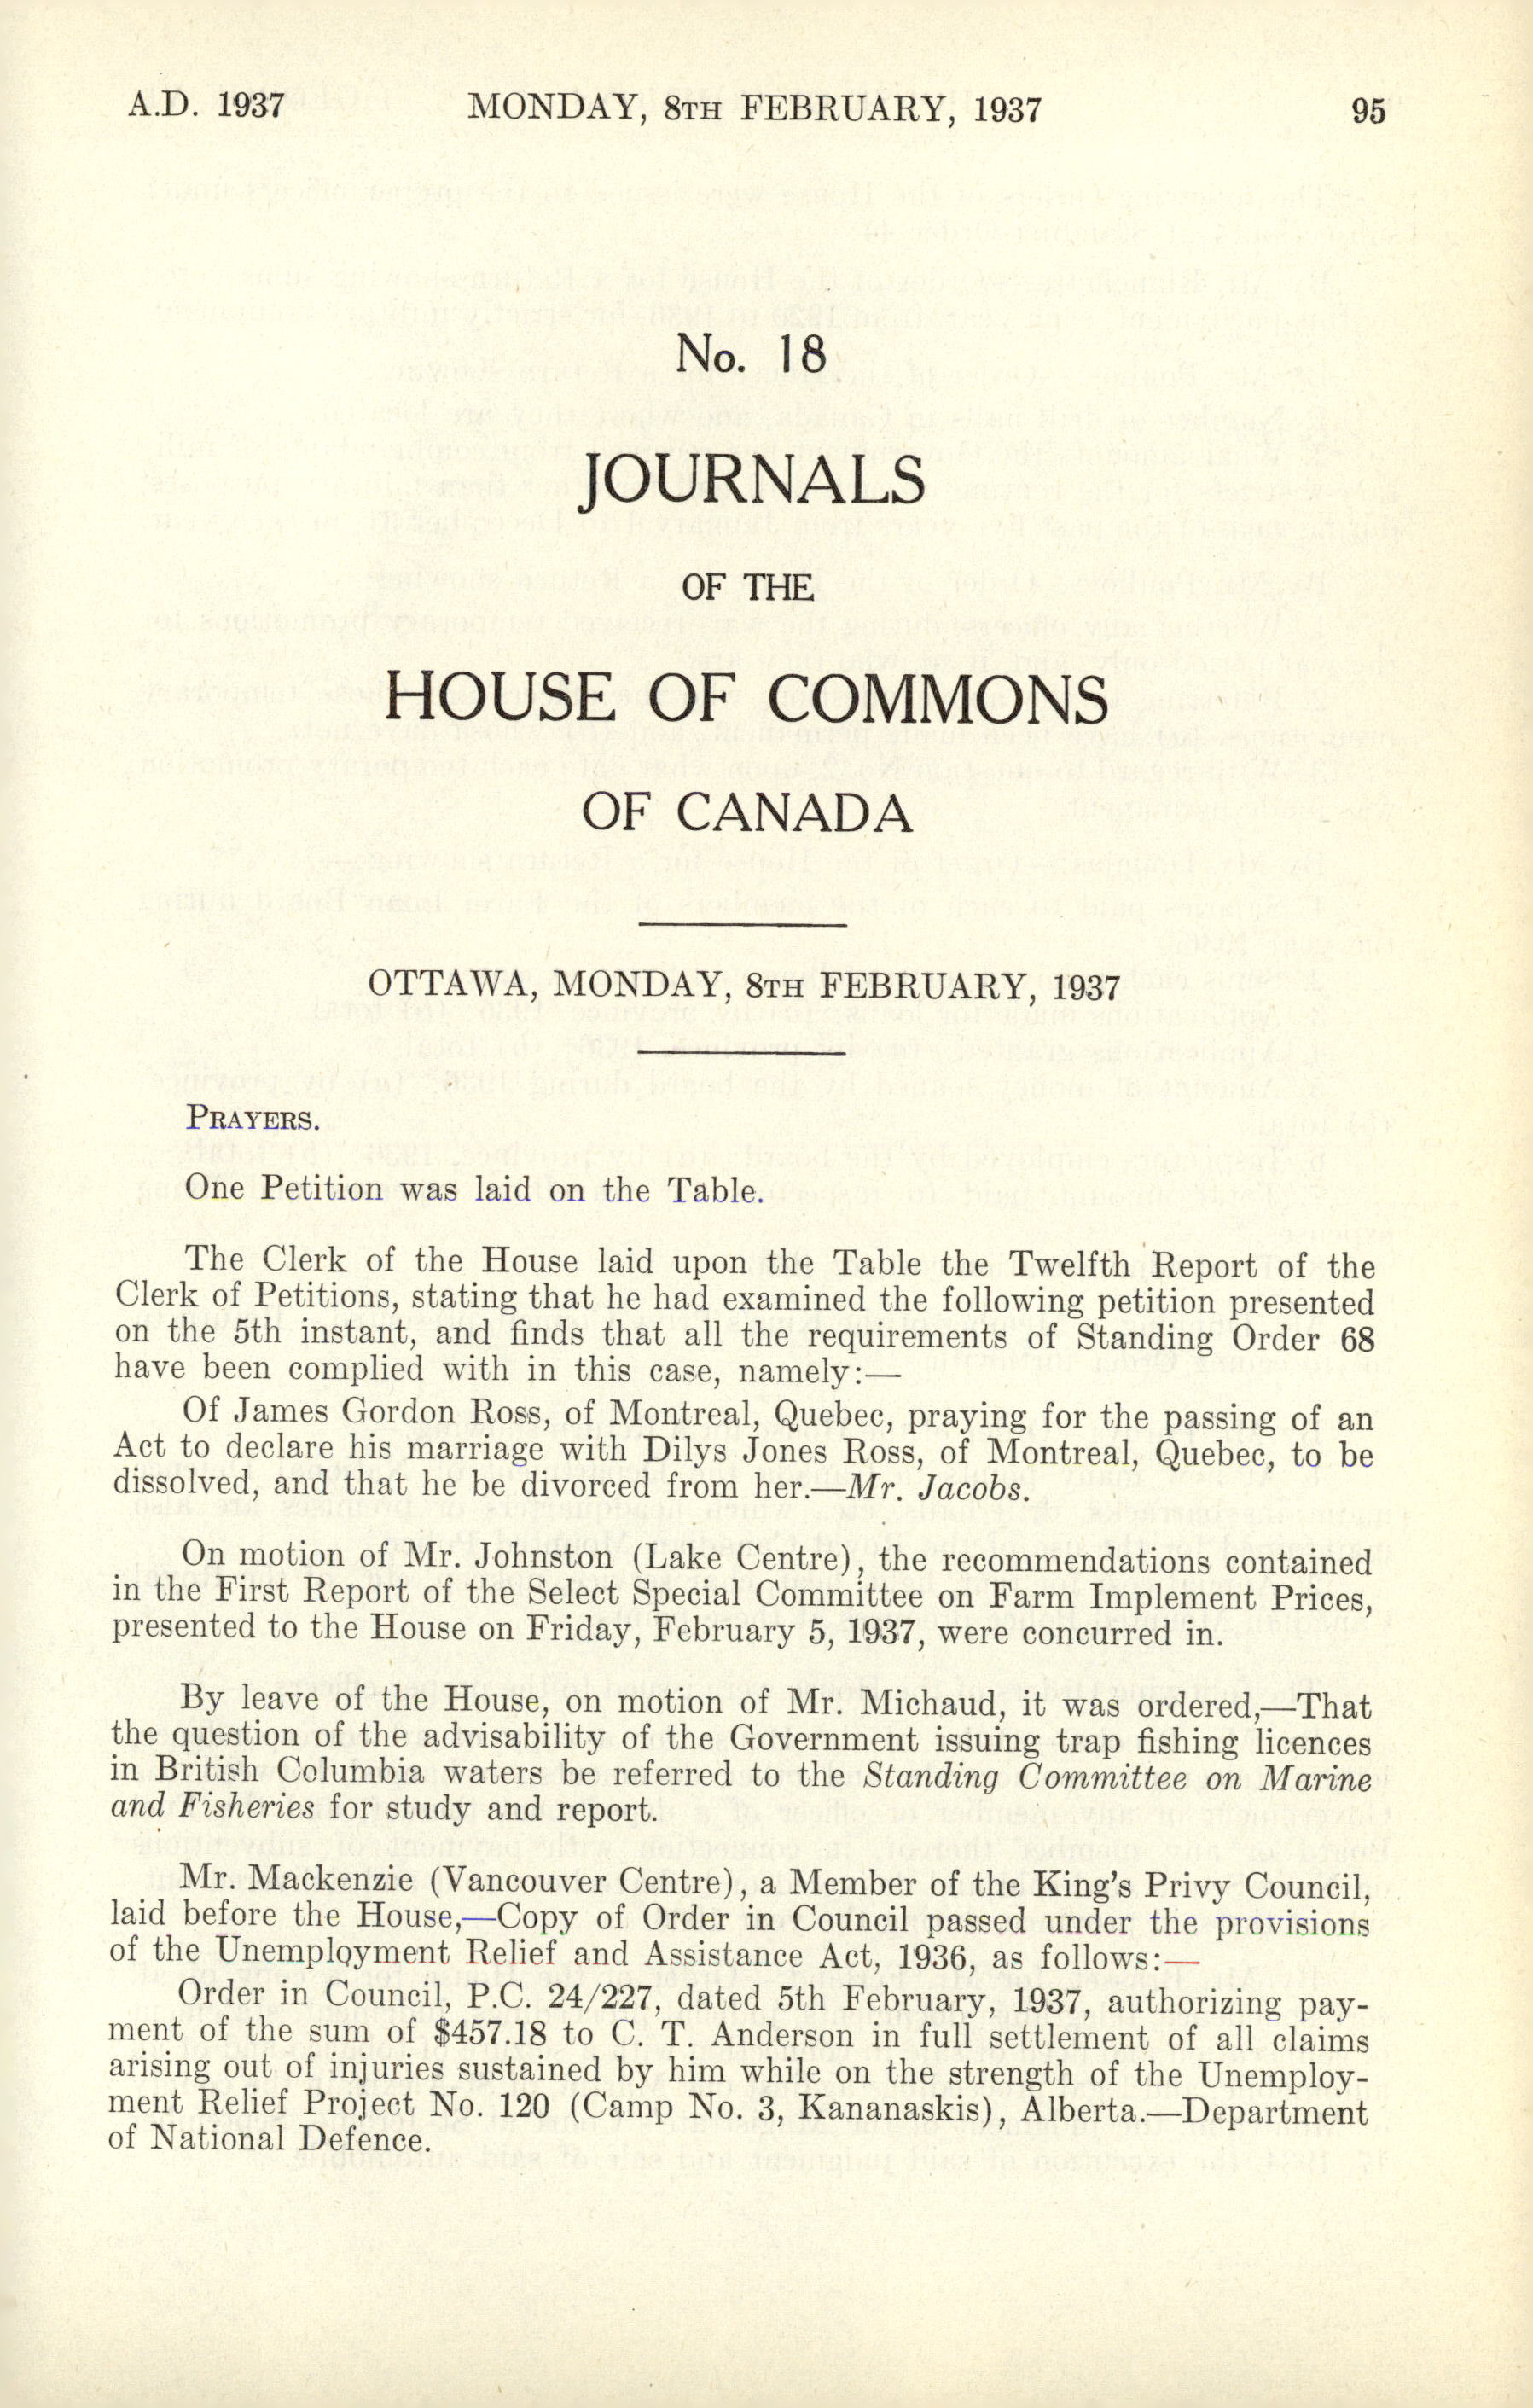 A.D. 1937 MONDAY, 8TH FEBRUARY, 1937 95
No. 18
JOURNALS
OF THE
HOUSE OF COMMONS
OF CANADA
OTTAWA, MONDAY, 8TH FEBRUARY, 1937
PRAYERS.
One Petition was laid on the Table.
The Clerk of the House laid upon the Table the Twelfth Report of the
Clerk of Petitions, stating that he had examined the following petition presented
on the 5th instant, and finds that all the requirements of Standing Order 68
have been complied with in this case, namely:—
Of James Gordon Ross, of Montreal, Quebec, praying for the passing of an
Act to declare his marriage with Dilys Jones Ross, of Montreal, Quebec, to be
dissolved, and that he be divorced from her.—Mr. Jacobs.
On motion of Mr. Johnston (Lake Centre), the recommendations contained
in the First Report of the Select Special Committee on Farm Implement Prices,
presented to the House on Friday, February 5, 1937, were concurred in.
By leave of the House, on motion of Mr. Michaud, it was ordered,—That
the question of the advisability of the Government issuing trap fishing licences
in British Columbia waters be referred to the Standing Committee on Marine
and Fisheries for study and report.
Mr. Mackenzie (Vancouver Centre), a Member of the King's Privy Council,
laid before the House,—Copy of Order in Council passed under the provisions
of the Unemployment Relief and Assistance Act, 1936, as follows:—
Order in Council, P.C. 24/227, dated 5th February, 1937, authorizing pay-
ment of the sum of $457.18 to C. T. Anderson in full settlement of all claims
arising out of injuries sustained by him while on the strength of the Unemploy-
ment Relief Project No. 120 (Camp No. 3, Kananaskis), Alberta.—Department
of National Defence.